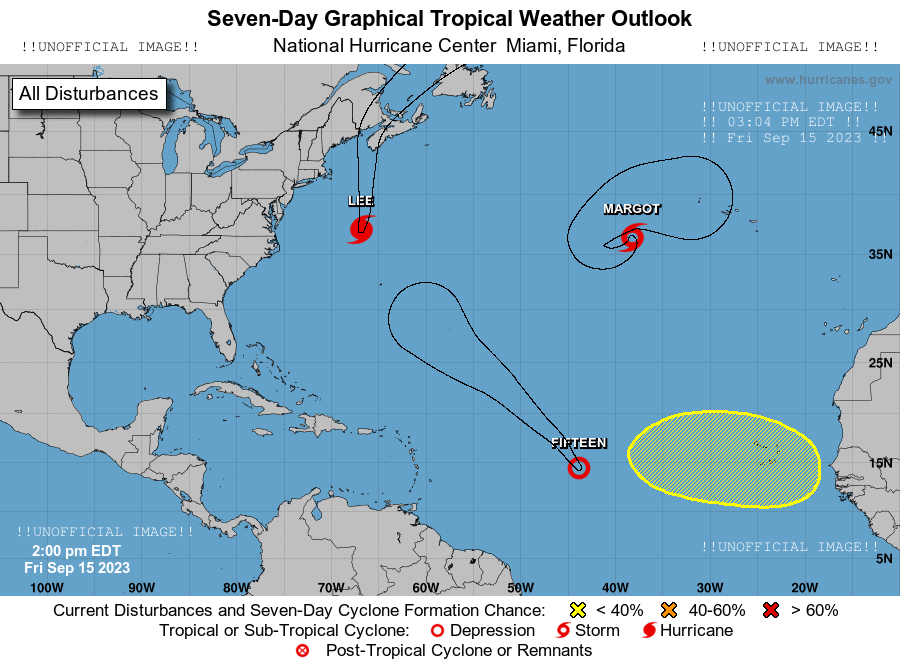 Seven-Day Graphical Tropical Weather Outlook
!!UNOFFICIAL IMAGE!! National Hurricane Center Miami, Florida !!UNOFFICIAL IMAGE!!
www.hurricanes.gov
All Disturbances
!!UNOFFICIAL IMAGE!!
!! 03:04 PM EDT !!
!! Fri Sep 15 2023 !!
45N
LEE
MARGOT
35N
25N
FIFTEEN
15N
!!UNOFFICIAL IMAGE!!
2:00 pm EDT
Fri Sep 15 2023
!!UNOFFICIAL IMAGE!!
5N
100W 90W 80W 70W 60W 50W 40W 30W 20W
Current Disturbances and Seven-Day Cyclone Formation Chance: < 40% 40-60% > 60%
Tropical or Sub-Tropical Cyclone: Depression Storm Hurricane
Post-Tropical Cyclone or Remnants